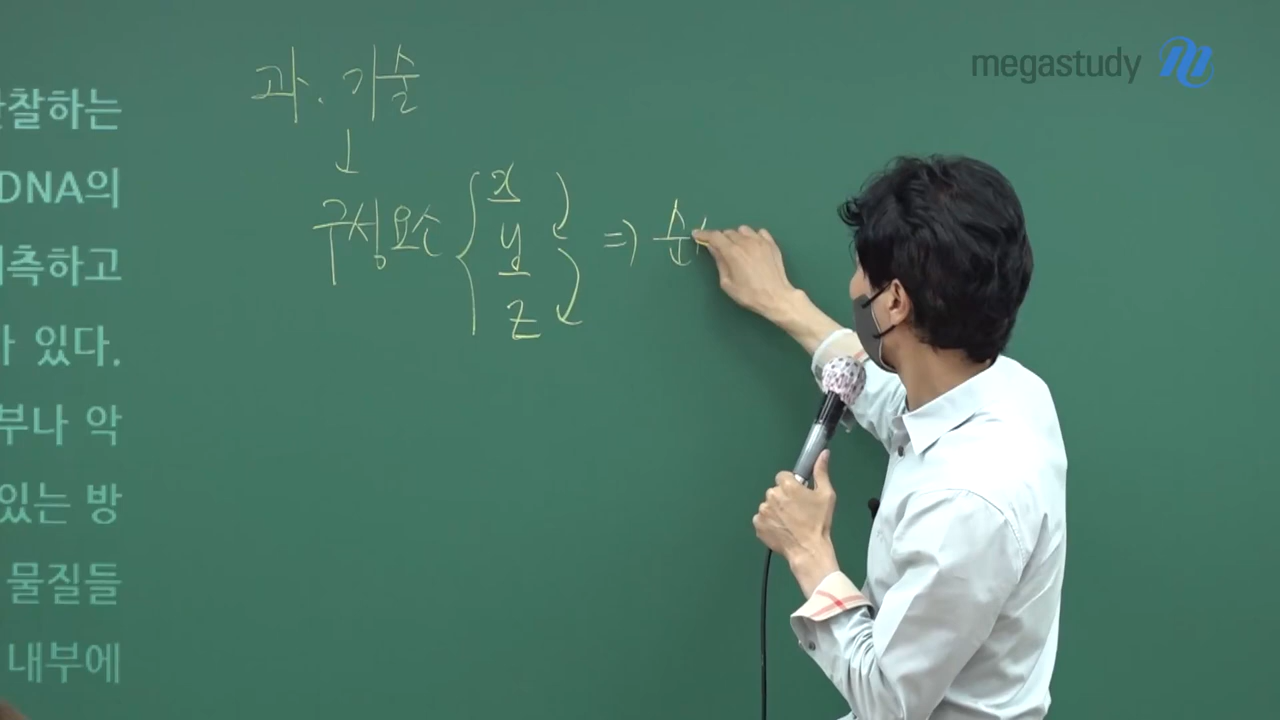 megastudy
과. 기술
구성요소 { x
y
z
⇒ 순
찰하는
DNA의
측하고
있다.
부나 악
있는 방
물질들
내부에